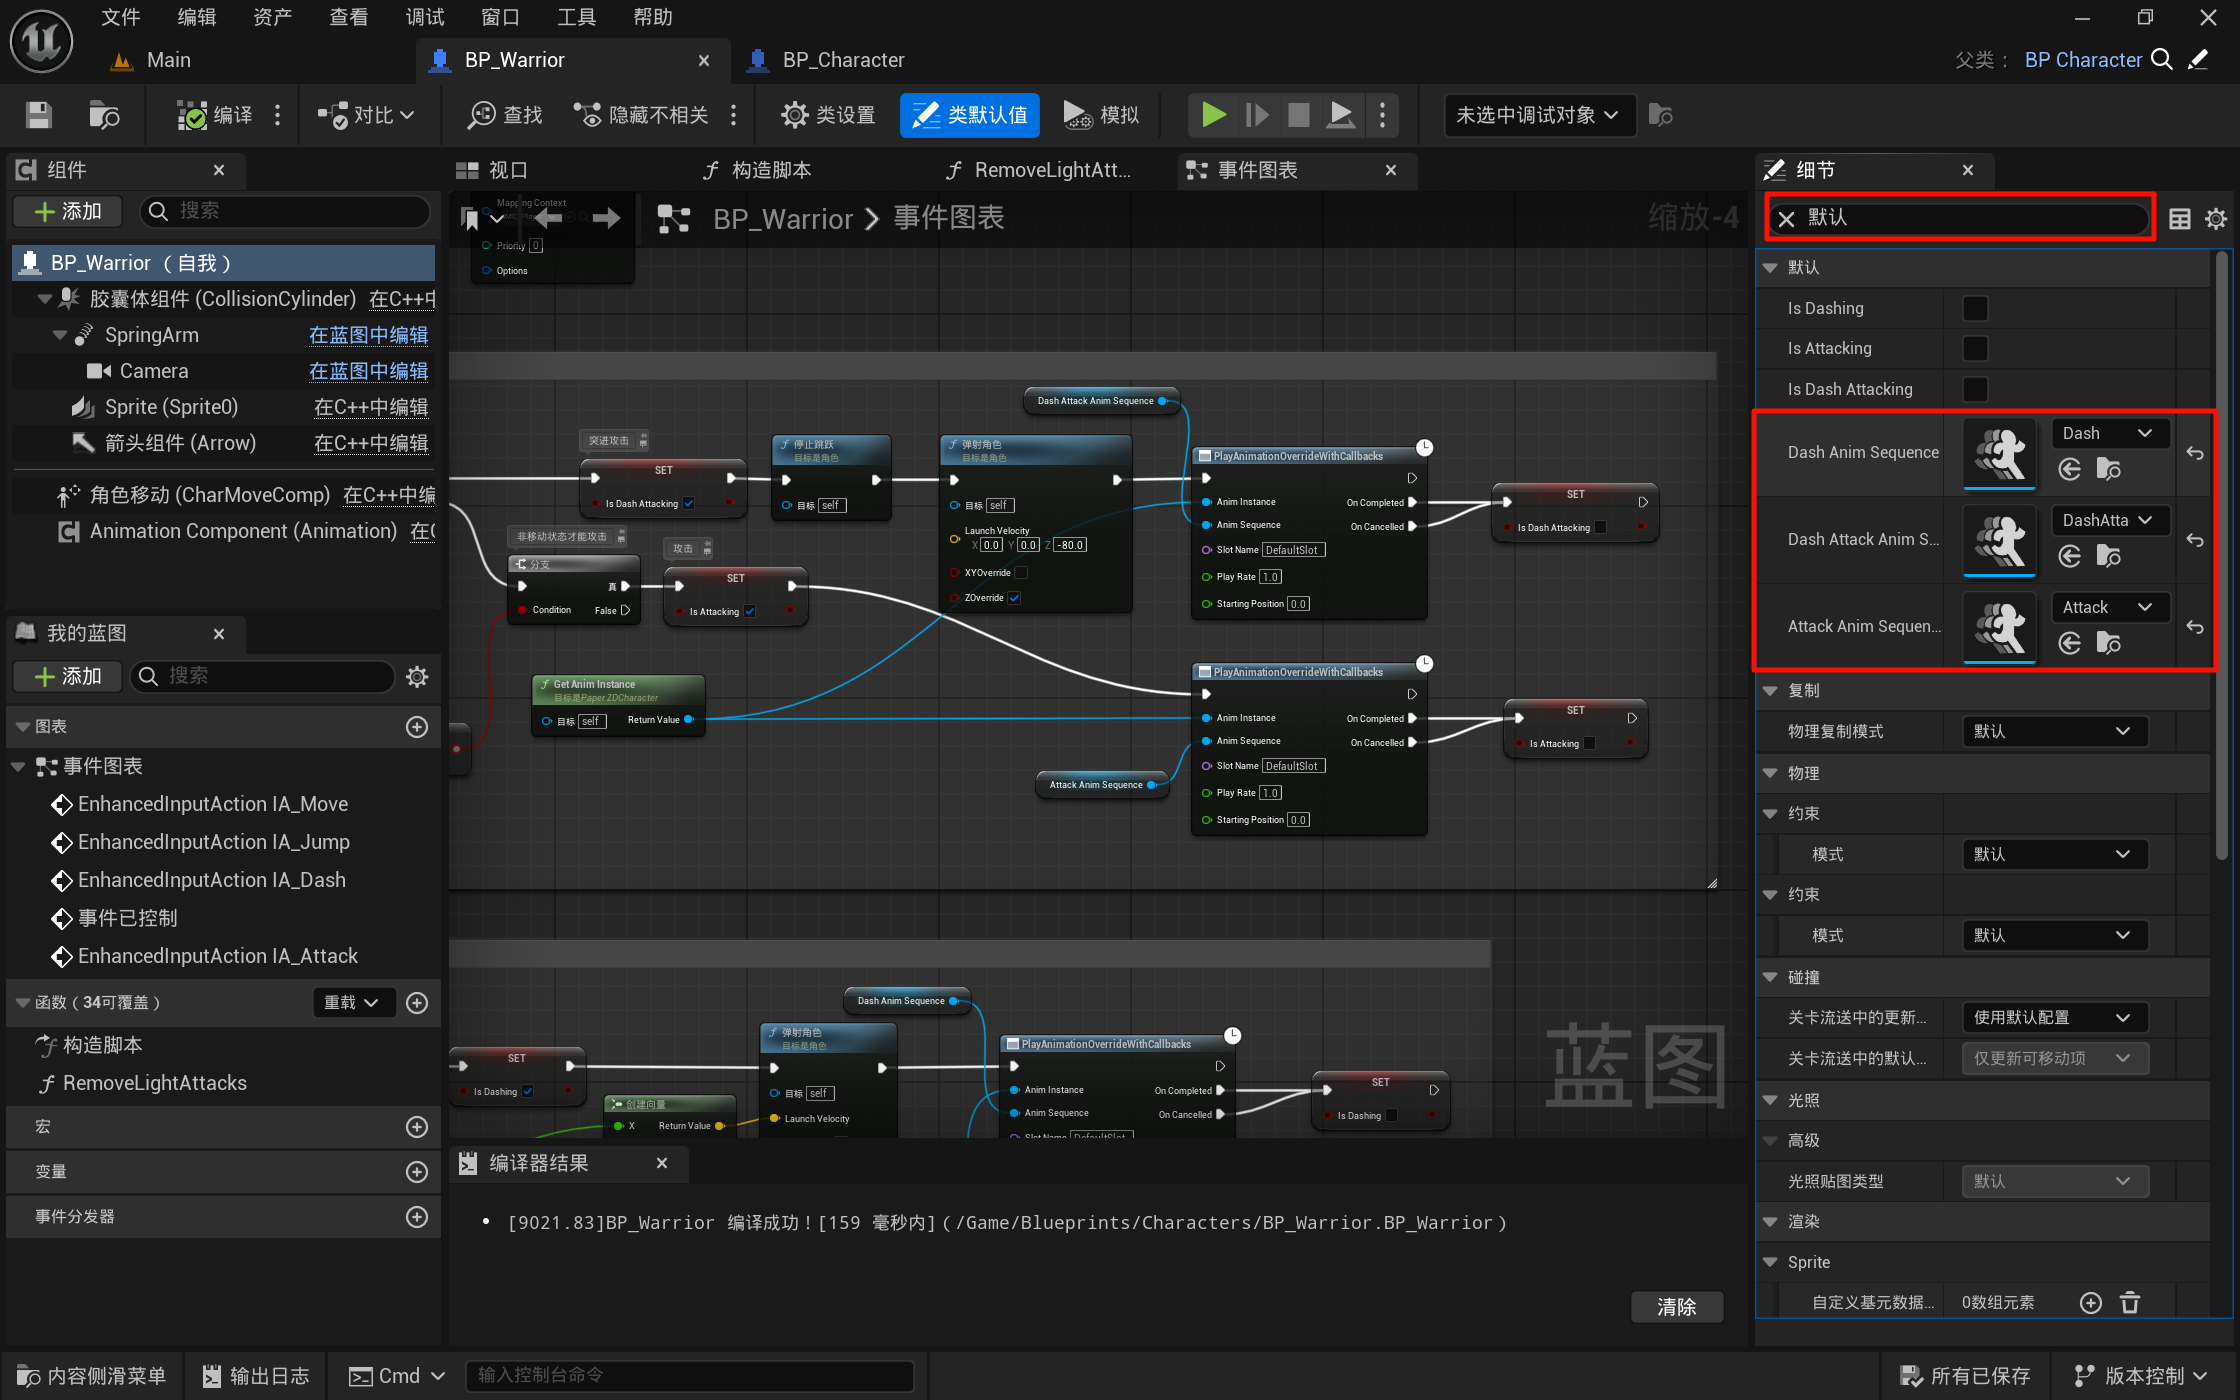 文件 编辑 资产 查看 调试 窗口 工具 帮助
Main BP_Warrior BP_Character 父类： BP Character
编译 对比 查找 隐藏不相关 类设置 类默认值 模拟 未选中调试对象
组件
添加 搜索
BP_Warrior （自我）
胶囊体组件 (CollisionCylinder) 在C++中
SpringArm 在蓝图中编辑
Camera 在蓝图中编辑
Sprite (Sprite0) 在C++中编辑
箭头组件 (Arrow) 在C++中编辑
角色移动 (CharMoveComp) 在C++中编
Animation Component (Animation) 在C
我的蓝图
添加 搜索
图表
事件图表
EnhancedInputAction IA_Move
EnhancedInputAction IA_Jump
EnhancedInputAction IA_Dash
事件已控制
EnhancedInputAction IA_Attack
函数（34可覆盖） 重载
构造脚本
RemoveLightAttacks
宏
变量
事件分发器
视口 构造脚本 RemoveLightAtt... 事件图表
BP_Warrior 事件图表 缩放-4
Mapping Context
Priority 0
Options
Dash Attack Anim Sequence
突进攻击
SET
Is Dash Attacking
停止跳跃
目标是角色
目标 self
弹射角色
目标是角色
目标 self
Launch Velocity
X 0.0 Y 0.0 Z -80.0
XYOverride
ZOverride
PlayAnimationOverrideWithCallbacks
Anim Instance On Completed
Anim Sequence On Cancelled
Slot Name DefaultSlot
Play Rate 1.0
Starting Position 0.0
SET
Is Dash Attacking
非移动状态才能攻击
分支
真
Condition False
攻击
SET
Is Attacking
Get Anim Instance
目标是Paper ZDCharacter
目标 self Return Value
PlayAnimationOverrideWithCallbacks
Anim Instance On Completed
Anim Sequence On Cancelled
Slot Name DefaultSlot
Play Rate 1.0
Starting Position 0.0
Attack Anim Sequence
SET
Is Attacking
Dash Anim Sequence
SET
Is Dashing
创建向量
X Return Value
弹射角色
目标是角色
目标 self
Launch Velocity
PlayAnimationOverrideWithCallbacks
Anim Instance On Completed
Anim Sequence On Cancelled
Slot Name DefaultSlot
SET
Is Dashing
蓝图
编译器结果
• [9021.83]BP_Warrior 编译成功！[159 毫秒内]（/Game/Blueprints/Characters/BP_Warrior.BP_Warrior）
清除
细节
默认
默认
Is Dashing
Is Attacking
Is Dash Attacking
Dash Anim Sequence Dash
Dash Attack Anim S... DashAtta
Attack Anim Sequen... Attack
复制
物理复制模式 默认
物理
约束
模式 默认
约束
模式 默认
碰撞
关卡流送中的更新... 使用默认配置
关卡流送中的默认... 仅更新可移动项
光照
高级
光照贴图类型 默认
渲染
Sprite
自定义基元数据... 0数组元素
内容侧滑菜单 输出日志 Cmd 输入控制台命令 所有已保存 版本控制